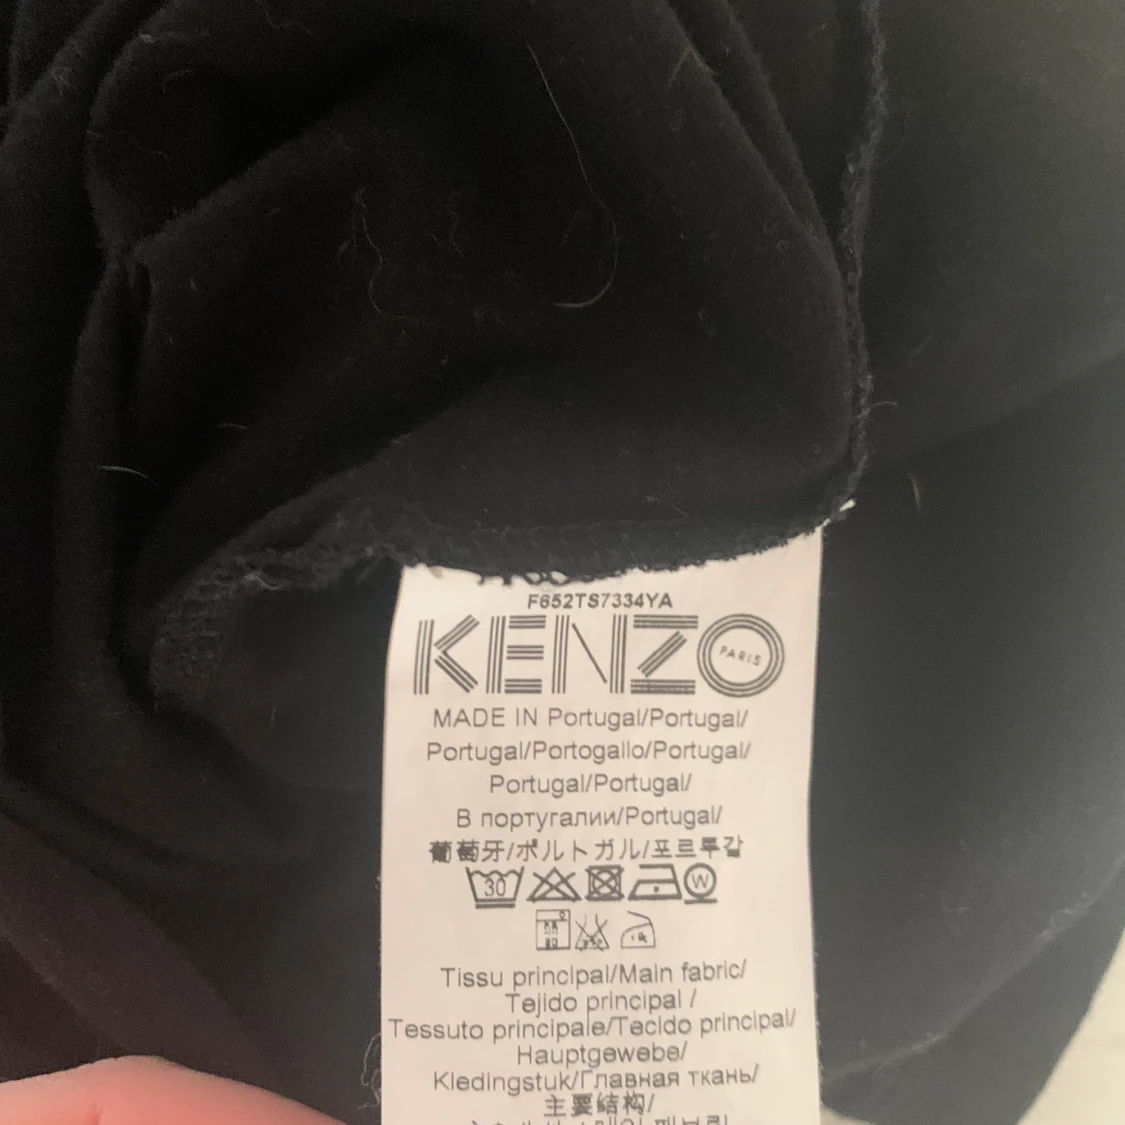 F652TS7334YA
KENZO
PARIS
MADE IN Portugal/Portugal/
Portugal/Portogallo/Portugal/
Portugal/Portugal/
В португалии/Portugal/
葡萄牙/ポルトガル/포르투갈
30 W
Tissu principal/Main fabric/
Tejido principal /
Tessuto principale/Tecido principal/
Hauptgewebe/
Kledingstuk/Главная ткань/
主要结构/